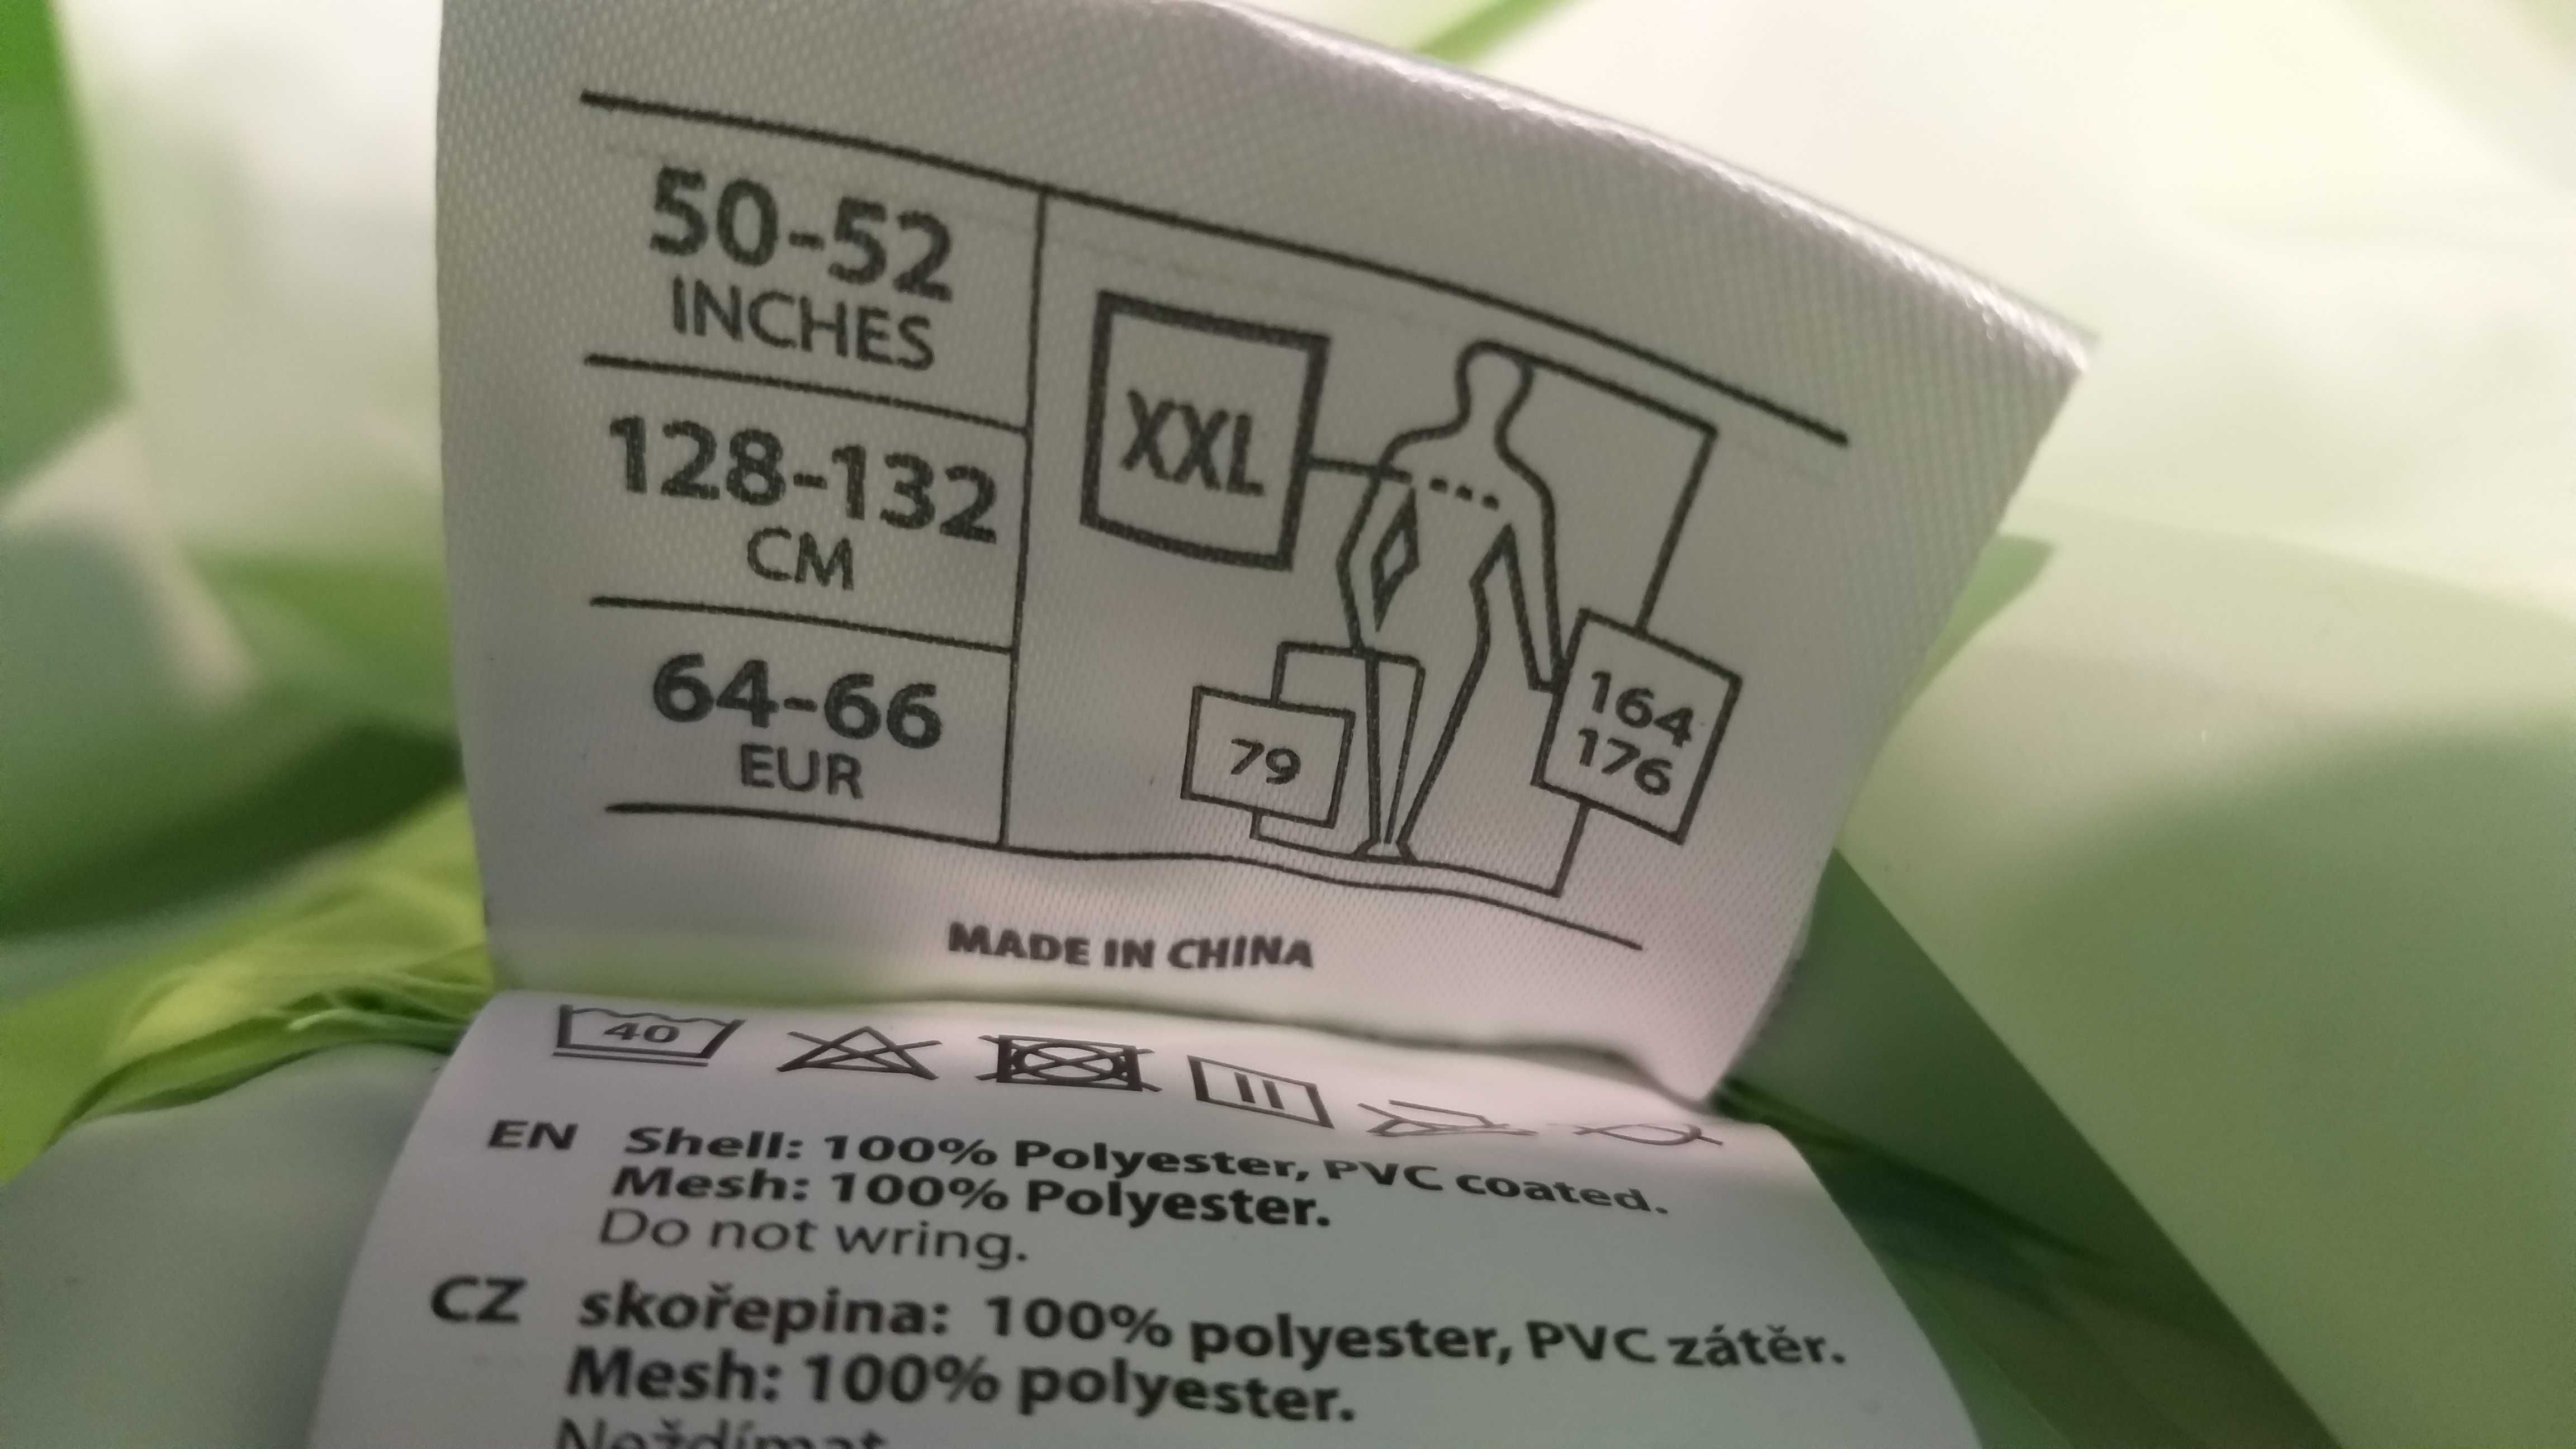 50-52
INCHES
128-132
CM
64-66
EUR
XXL
79
164
176
MADE IN CHINA
40
EN Shell: 100% Polyester, PVC coated.
Mesh: 100% Polyester.
Do not wring.
CZ skořepina: 100% polyester, PVC zátěr.
Mesh: 100% polyester.
Neždímat